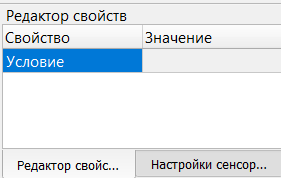 Редактор свойств
Свойство Значение
Условие
Редактор свойс... Настройки сенсор...